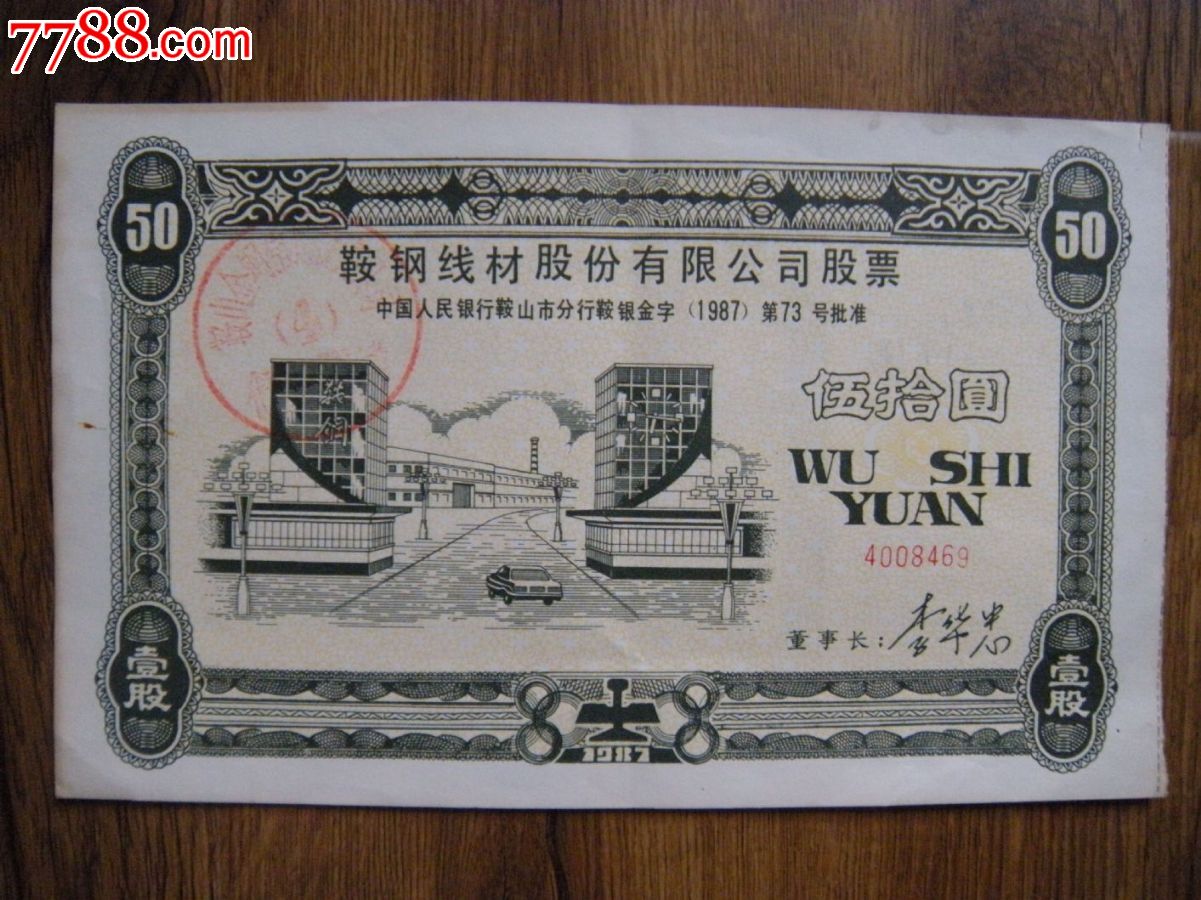 7788.com
50
50
鞍钢线材股份有限公司股票
中国人民银行鞍山市分行鞍银金字（1987）第73 号批准
鞍钢
伍拾圆
WU SHI
YUAN
4008469
董事长：
壹股
壹股
1987